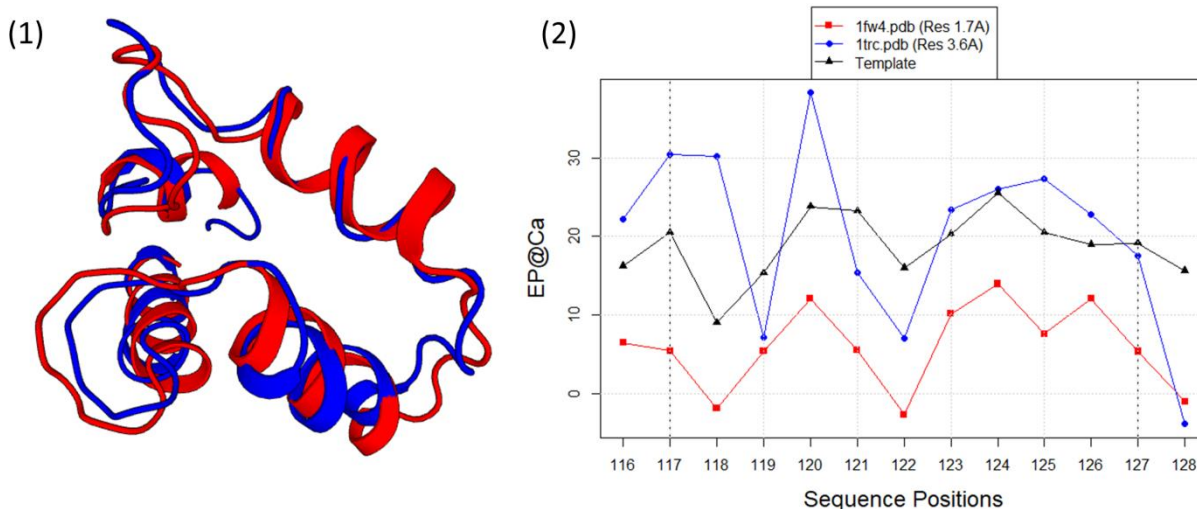 (1)
(2)
1fw4.pdb (Res 1.7A)
1trc.pdb (Res 3.6A)
Template
EP@Ca
30
20
10
0
116 117 118 119 120 121 122 123 124 125 126 127 128
Sequence Positions